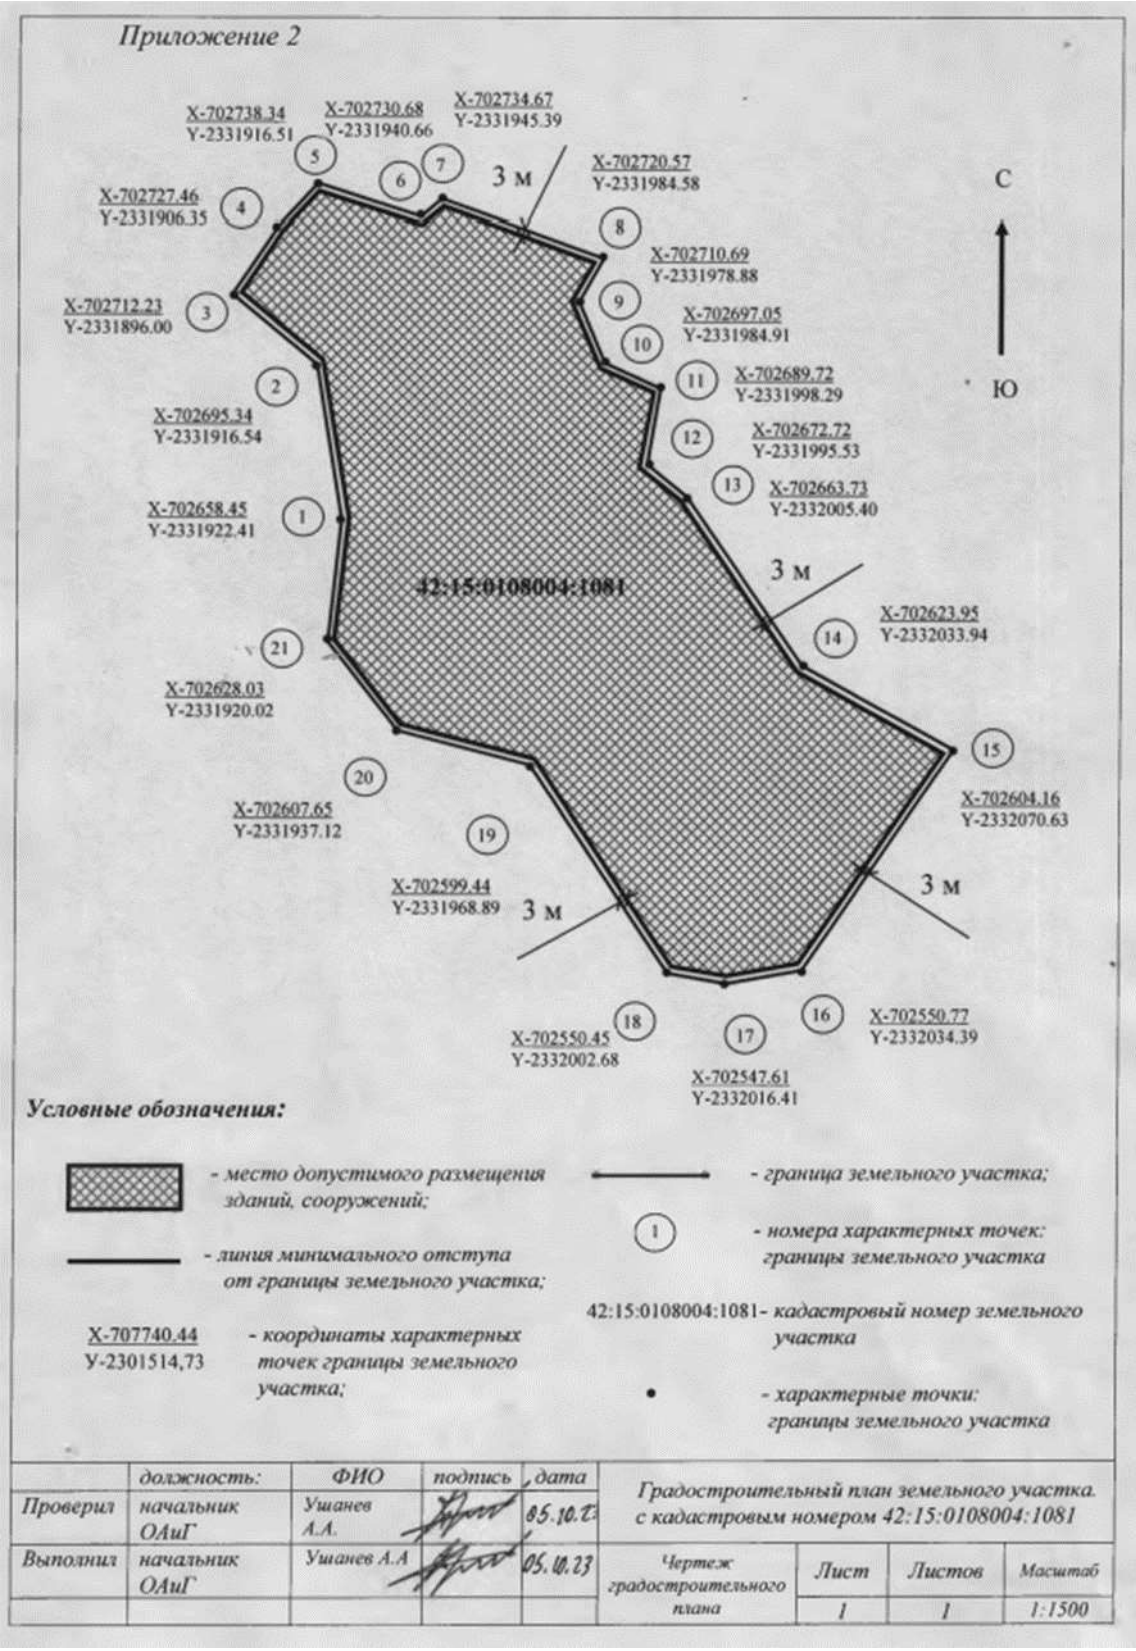 Приложение 2
X-702738.34
Y-2331916.51
X-702730.68
Y-2331940.66
X-702734.67
Y-2331945.39
5
6
7
3 м
X-702720.57
Y-2331984.58
С
X-702727.46
Y-2331906.35
4
8
X-702710.69
Y-2331978.88
X-702712.23
Y-2331896.00
3
9
X-702697.05
Y-2331984.91
10
Ю
2
11
X-702689.72
Y-2331998.29
X-702695.34
Y-2331916.54
12
X-702672.72
Y-2331995.53
13
X-702663.73
Y-2332005.40
X-702658.45
Y-2331922.41
1
3 м
42:15:0108004:1081
14
X-702623.95
Y-2332033.94
21
X-702628.03
Y-2331920.02
15
20
X-702604.16
Y-2332070.63
X-702607.65
Y-2331937.12
19
3 м
X-702599.44
Y-2331968.89
3 м
18
17
16
X-702550.77
Y-2332034.39
X-702550.45
Y-2332002.68
X-702547.61
Y-2332016.41
Условные обозначения:
- место допустимого размещения
зданий, сооружений;
- граница земельного участка;
1
- номера характерных точек:
границы земельного участка
- линия минимального отступа
от границы земельного участка;
42:15:0108004:1081- кадастровый номер земельного
участка
X-707740.44
У-2301514,73
- координаты характерных
точек границы земельного
участка;
- характерные точки:
границы земельного участка
должность:
ФИО
подпись
дата
Проверил
начальник
ОАиГ
Ушанев
А.А.
05.10.23
Градостроительный план земельного участка.
с кадастровым номером 42:15:0108004:1081
Выполнил
начальник
ОАиГ
Ушанев А.А
05.10.23
Чертеж
градостроительного
плана
Лист
Листов
Масштаб
1
1
1:1500